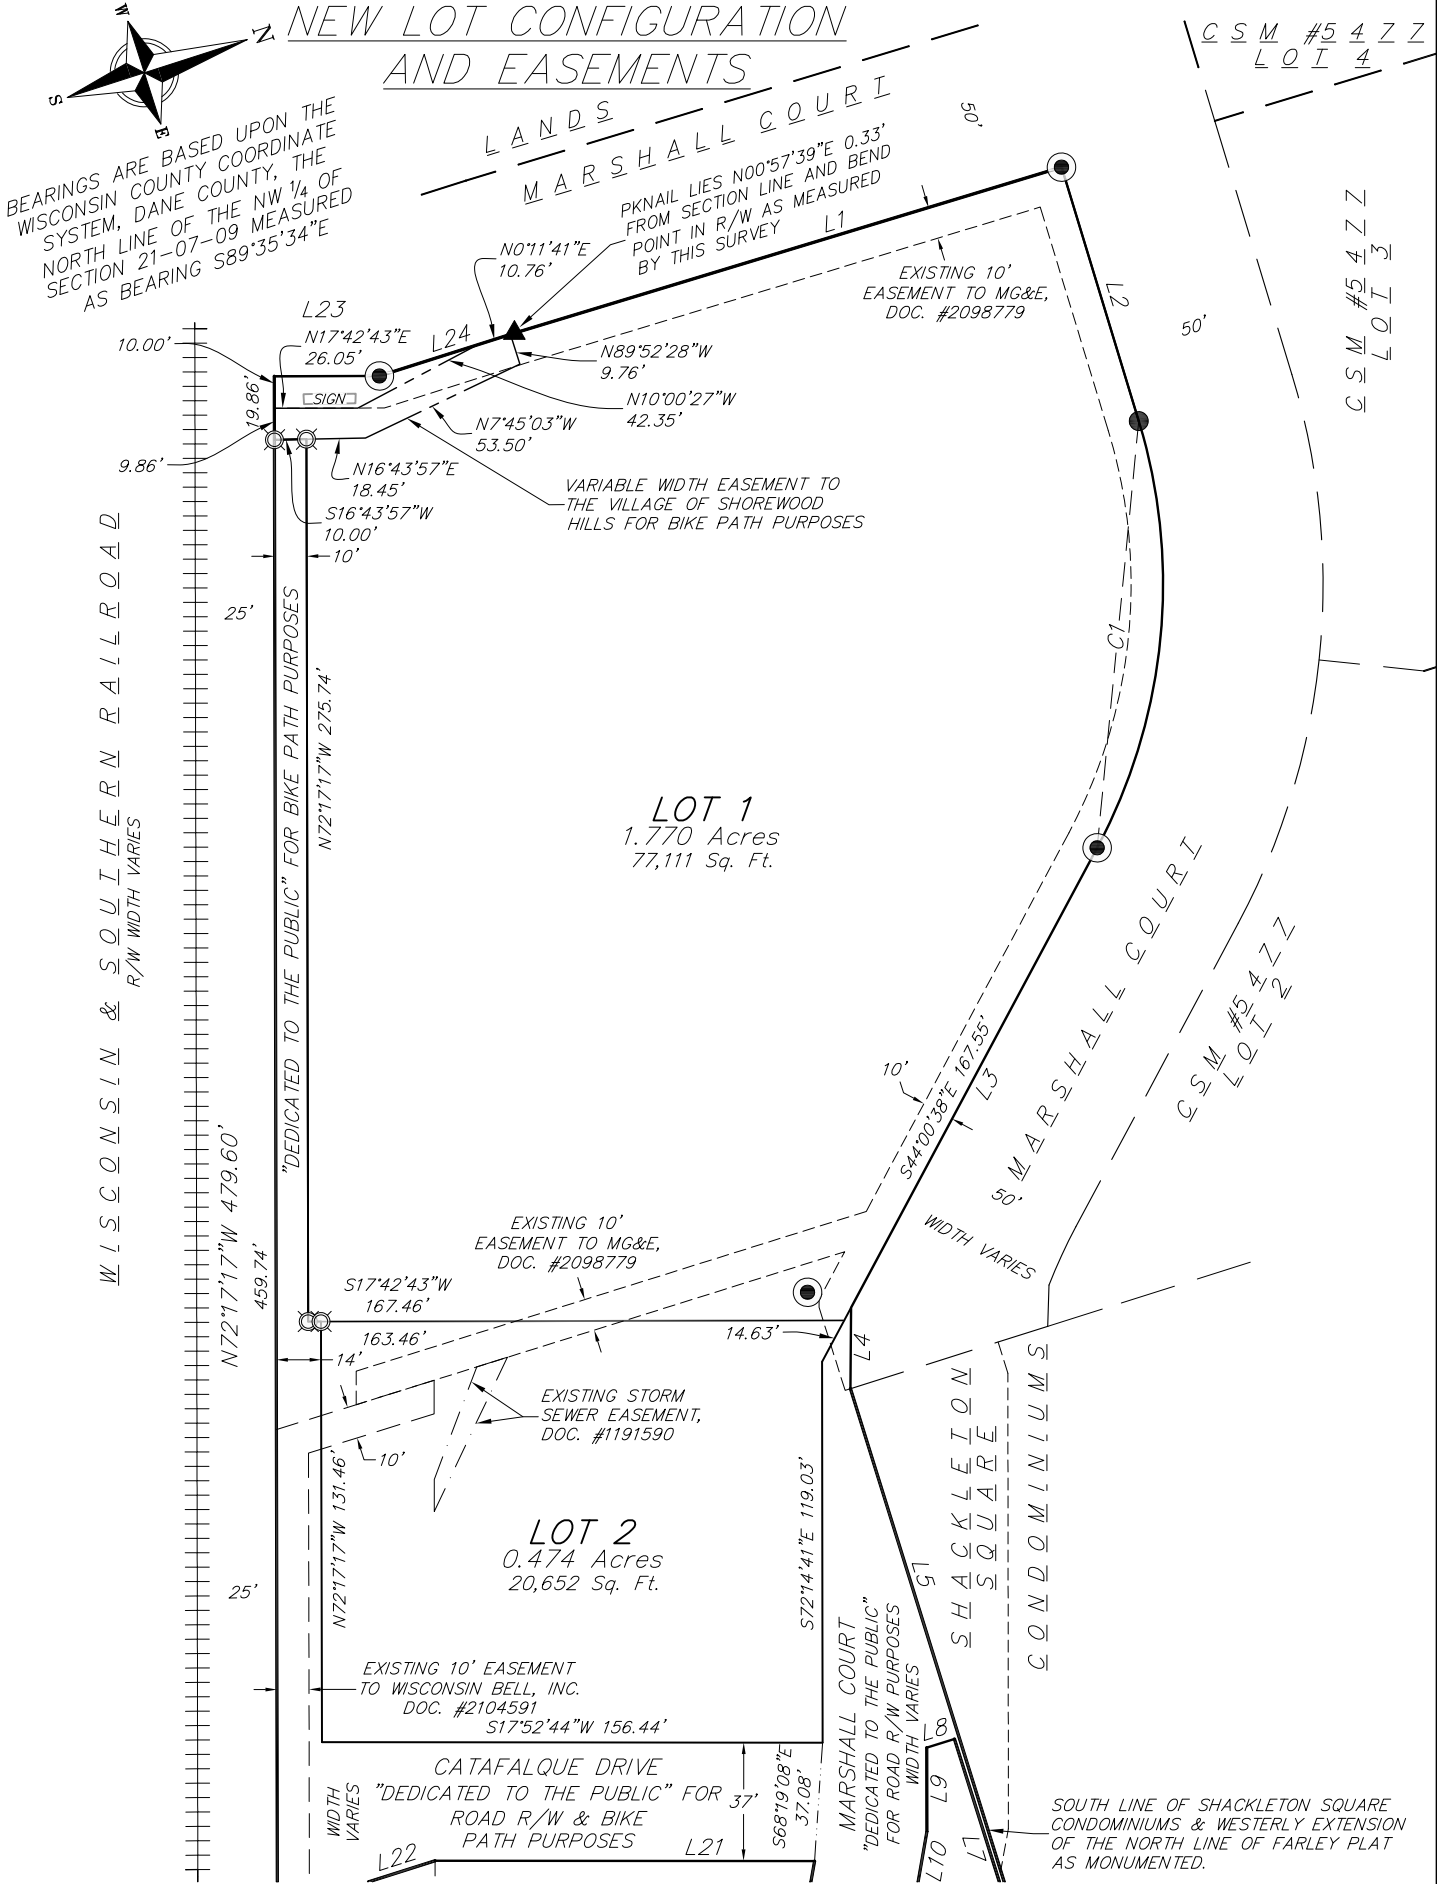 NEW LOT CONFIGURATION
AND EASEMENTS
W
N
S
E
BEARINGS ARE BASED UPON THE
WISCONSIN COUNTY COORDINATE
SYSTEM, DANE COUNTY, THE
NORTH LINE OF THE NW 1/4 OF
SECTION 21-07-09 MEASURED
AS BEARING S89°35'34"E
LANDS
MARSHALL COURT
50'
CSM #5477
LOT 4
PKNAIL LIES N00°57'39"E 0.33'
FROM SECTION LINE AND BEND
POINT IN R/W AS MEASURED
BY THIS SURVEY
L1
N0°11'41"E
10.76'
EXISTING 10'
EASEMENT TO MG&E,
DOC. #2098779
L2
50'
CSM #5477
LOT 3
L23
L24
10.00'
N17°42'43"E
26.05'
SIGN
19.86'
N89°52'28"W
9.76'
N10°00'27"W
42.35'
N7°45'03"W
53.50'
9.86'
N16°43'57"E
18.45'
S16°43'57"W
10.00'
10'
VARIABLE WIDTH EASEMENT TO
THE VILLAGE OF SHOREWOOD
HILLS FOR BIKE PATH PURPOSES
25'
WISCONSIN & SOUTHERN RAILROAD
R/W WIDTH VARIES
"DEDICATED TO THE PUBLIC" FOR BIKE PATH PURPOSES
N72°17'17"W 275.74'
C1
LOT 1
1.770 Acres
77,111 Sq. Ft.
MARSHALL COURT
CSM #5477
LOT 2
10'
S44°00'38"E 167.55'
L3
50'
WIDTH VARIES
N72°17'17"W 479.60'
459.74'
EXISTING 10'
EASEMENT TO MG&E,
DOC. #2098779
S17°42'43"W
167.46'
163.46'
14.63'
14'
L4
EXISTING STORM
SEWER EASEMENT,
DOC. #1191590
10'
N72°17'17"W 131.46'
S72°14'41"E 119.03'
LOT 2
0.474 Acres
20,652 Sq. Ft.
25'
L5
SHACKLETON
SQUARE
CONDOMINIUMS
EXISTING 10' EASEMENT
TO WISCONSIN BELL, INC.
DOC. #2104591
S17°52'44"W 156.44'
MARSHALL COURT
"DEDICATED TO THE PUBLIC"
FOR ROAD R/W PURPOSES
WIDTH VARIES
L8
L9
L10
L7
CATAFALQUE DRIVE
"DEDICATED TO THE PUBLIC" FOR
ROAD R/W & BIKE
PATH PURPOSES
WIDTH
VARIES
37'
S68°19'08"E
37.08'
L22
L21
SOUTH LINE OF SHACKLETON SQUARE
CONDOMINIUMS & WESTERLY EXTENSION
OF THE NORTH LINE OF FARLEY PLAT
AS MONUMENTED.